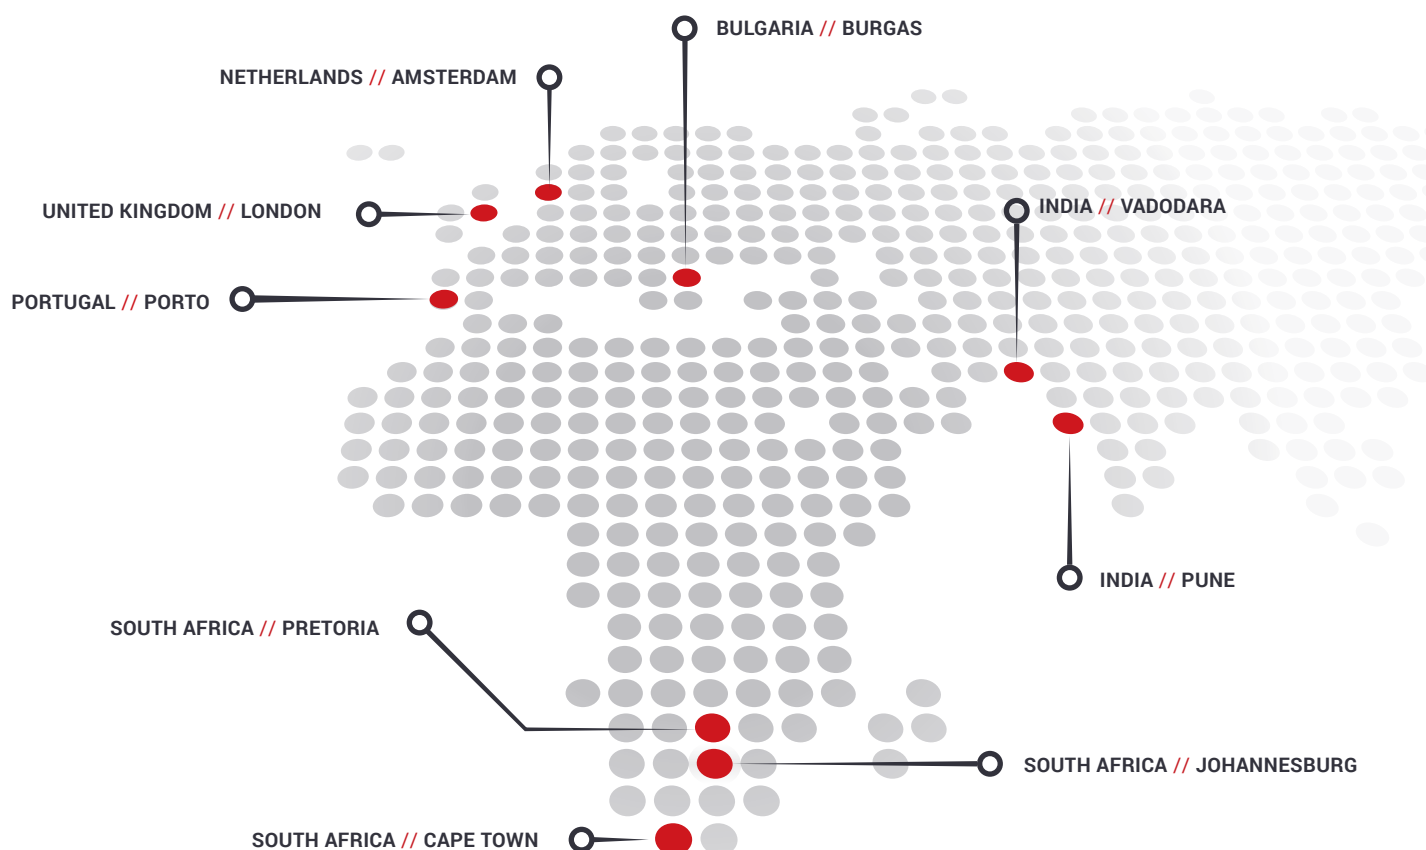 BULGARIA // BURGAS
NETHERLANDS // AMSTERDAM
UNITED KINGDOM // LONDON
INDIA // VADODARA
PORTUGAL // PORTO
INDIA // PUNE
SOUTH AFRICA // PRETORIA
SOUTH AFRICA // JOHANNESBURG
SOUTH AFRICA // CAPE TOWN